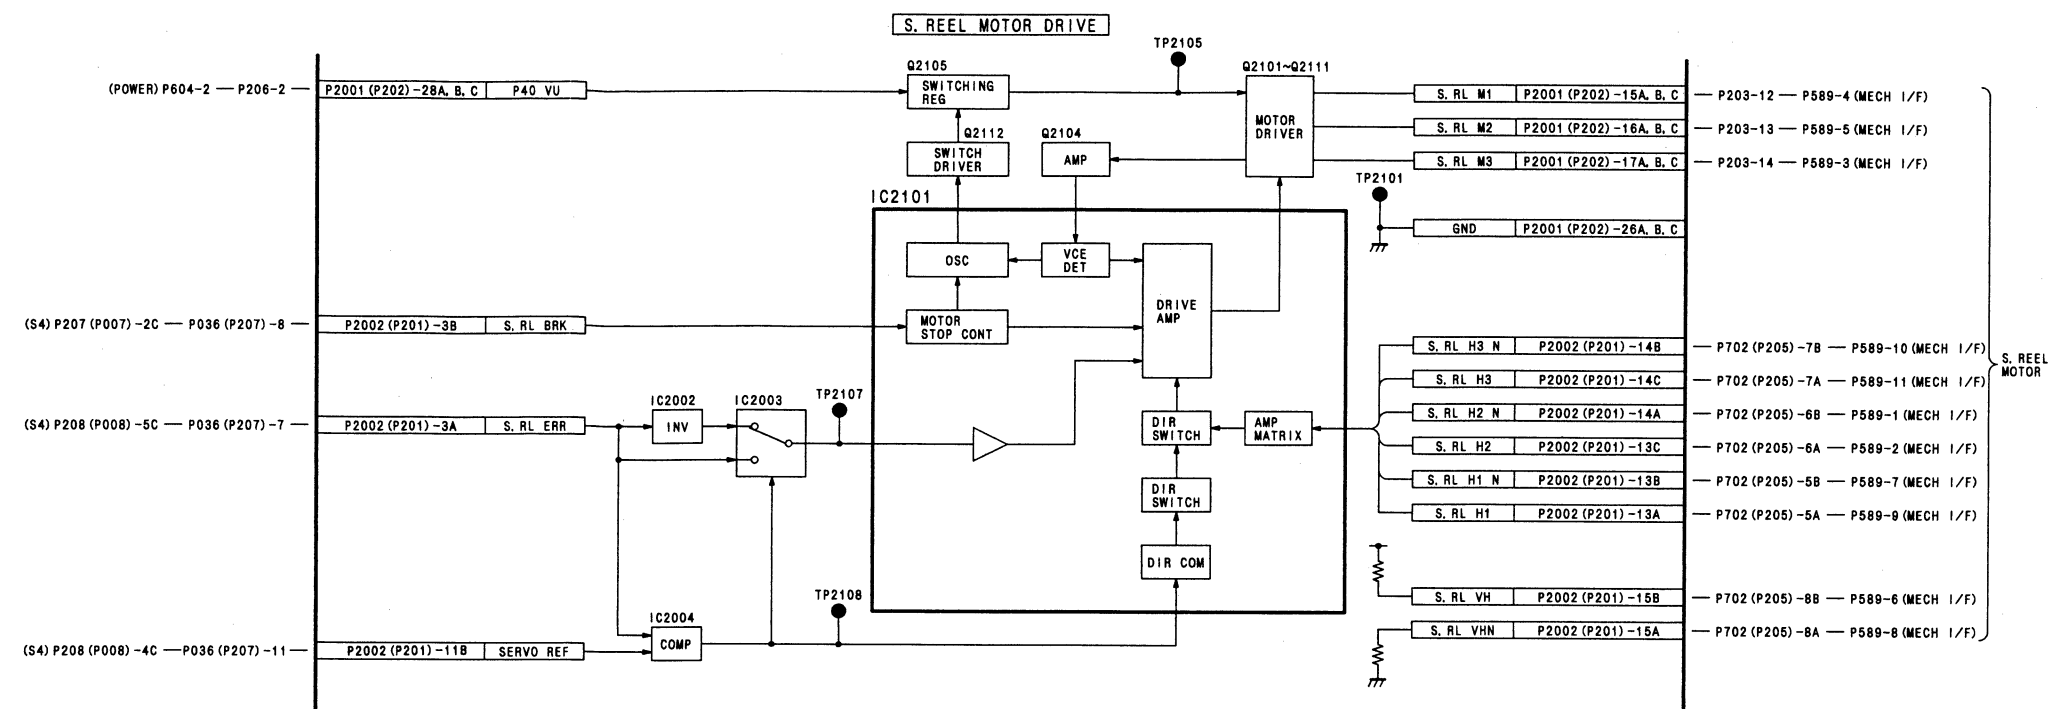 S. REEL MOTOR DRIVE
TP2105
Q2105
Q2101~Q2111
(POWER) P604-2 — P206-2 —
P2001 (P202) -28A, B, C
P40 VU
SWITCHING
REG
S. RL M1
P2001 (P202) -15A, B, C
— P203-12 — P589-4 (MECH I/F)
MOTOR
DRIVER
S. RL M2
P2001 (P202) -16A, B, C
— P203-13 — P589-5 (MECH I/F)
Q2112
Q2104
SWITCH
DRIVER
AMP
S. RL M3
P2001 (P202) -17A, B, C
— P203-14 — P589-3 (MECH I/F)
TP2101
IC2101
GND
P2001 (P202) -26A, B, C
OSC
VCE
DET
DRIVE
AMP
(S4) P207 (P007) -2C — P036 (P207) -8 —
P2002 (P201) -3B
S. RL BRK
MOTOR
STOP CONT
S. RL H3 N
P2002 (P201) -14B
— P702 (P205) -7B — P589-10 (MECH I/F)
S. REEL
MOTOR
S. RL H3
P2002 (P201) -14C
— P702 (P205) -7A — P589-11 (MECH I/F)
IC2002
IC2003
TP2107
S. RL H2 N
P2002 (P201) -14A
— P702 (P205) -6B — P589-1 (MECH I/F)
(S4) P208 (P008) -5C — P036 (P207) -7 —
P2002 (P201) -3A
S. RL ERR
INV
DIR
SWITCH
AMP
MATRIX
S. RL H2
P2002 (P201) -13C
— P702 (P205) -6A — P589-2 (MECH I/F)
S. RL H1 N
P2002 (P201) -13B
— P702 (P205) -5B — P589-7 (MECH I/F)
DIR
SWITCH
S. RL H1
P2002 (P201) -13A
— P702 (P205) -5A — P589-9 (MECH I/F)
DIR COM
TP2108
S. RL VH
P2002 (P201) -15B
— P702 (P205) -8B — P589-6 (MECH I/F)
IC2004
S. RL VHN
P2002 (P201) -15A
— P702 (P205) -8A — P589-8 (MECH I/F)
(S4) P208 (P008) -4C —P036 (P207) -11 —
P2002 (P201) -11B
SERVO REF
COMP